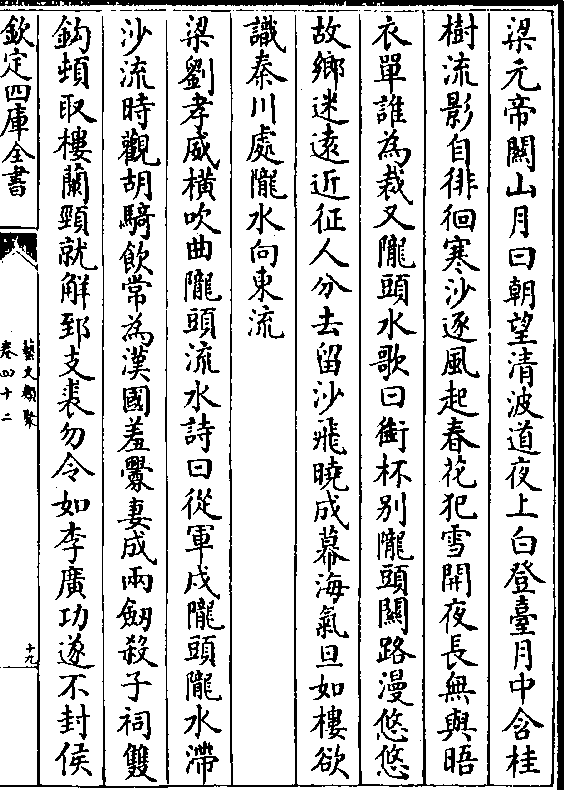 梁元帝關山月曰朝望清波道夜上白登臺月中含桂
樹流影自徘徊寒沙逐風起春花犯雪開夜長無與晤
衣單誰為裁又隴頭水歌曰銜杯别隴頭關路漫悠悠
故鄉迷遠近征人分去留沙飛曉成幕海氣旦如樓欲
識秦川處隴水向東流
梁劉孝威横吹曲隴頭流水詩曰從軍戍隴頭隴水滯
沙流時觀胡騎飲常為漢國羞釁妻成兩劒殺子祠雙
鈎頓取樓蘭頸就解郅支裘勿令如李廣功遂不封侯
欽定四庫全書
藝文類聚
卷四十二
十九